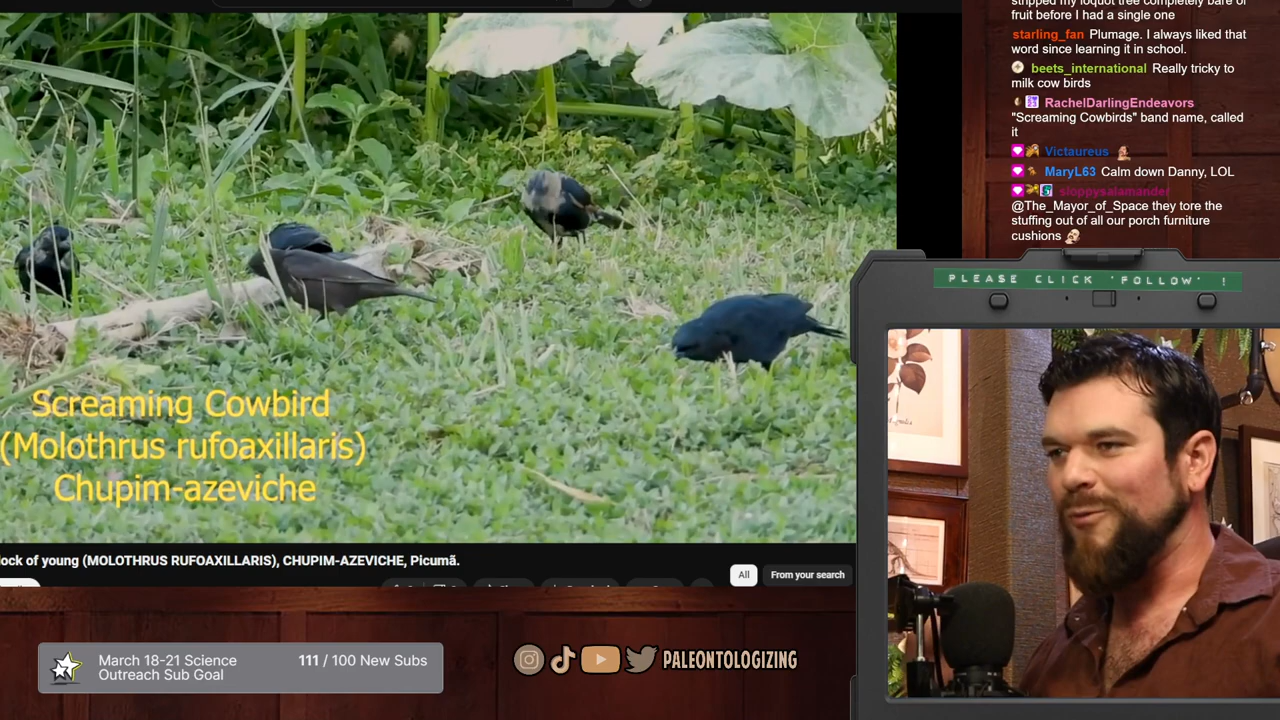 stripped my loquot tree completely bare of
fruit before I had a single one
starling_fan Plumage. I always liked that
word since learning it in school.
beets_international Really tricky to
milk cow birds
RachelDarlingEndeavors
"Screaming Cowbirds" band name, called
it
Victaureus
MaryL63 Calm down Danny, LOL
sloppysalamander
@The_Mayor_of_Space they tore the
stuffing out of all our porch furniture
cushions
PLEASE CLICK "FOLLOW" !
Screaming Cowbird
(Molothrus rufoaxillaris)
Chupim-azeviche
lock of young (MOLOTHRUS RUFOAXILLARIS), CHUPIM-AZEVICHE, Picumã.
All
From your search
March 18-21 Science
Outreach Sub Goal
111 / 100 New Subs
PALEONTOLOGIZING